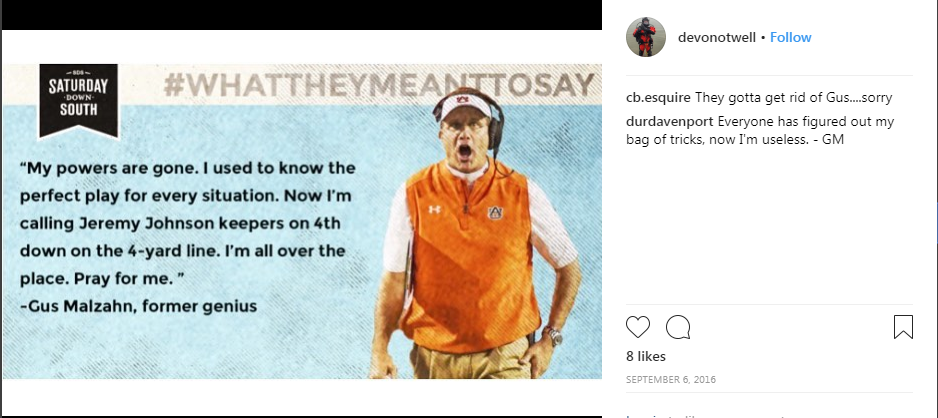 - SDS -
SATURDAY
· DOWN ·
SOUTH
#WHATTHEYMEANTTOSAY
“My powers are gone. I used to know the
perfect play for every situation. Now I’m
calling Jeremy Johnson keepers on 4th
down on the 4-yard line. I’m all over the
place. Pray for me. ”
-Gus Malzahn, former genius
devonotwell • Follow
cb.esquire They gotta get rid of Gus....sorry
durdavenport Everyone has figured out my
bag of tricks, now I'm useless. - GM
8 likes
SEPTEMBER 6, 2016